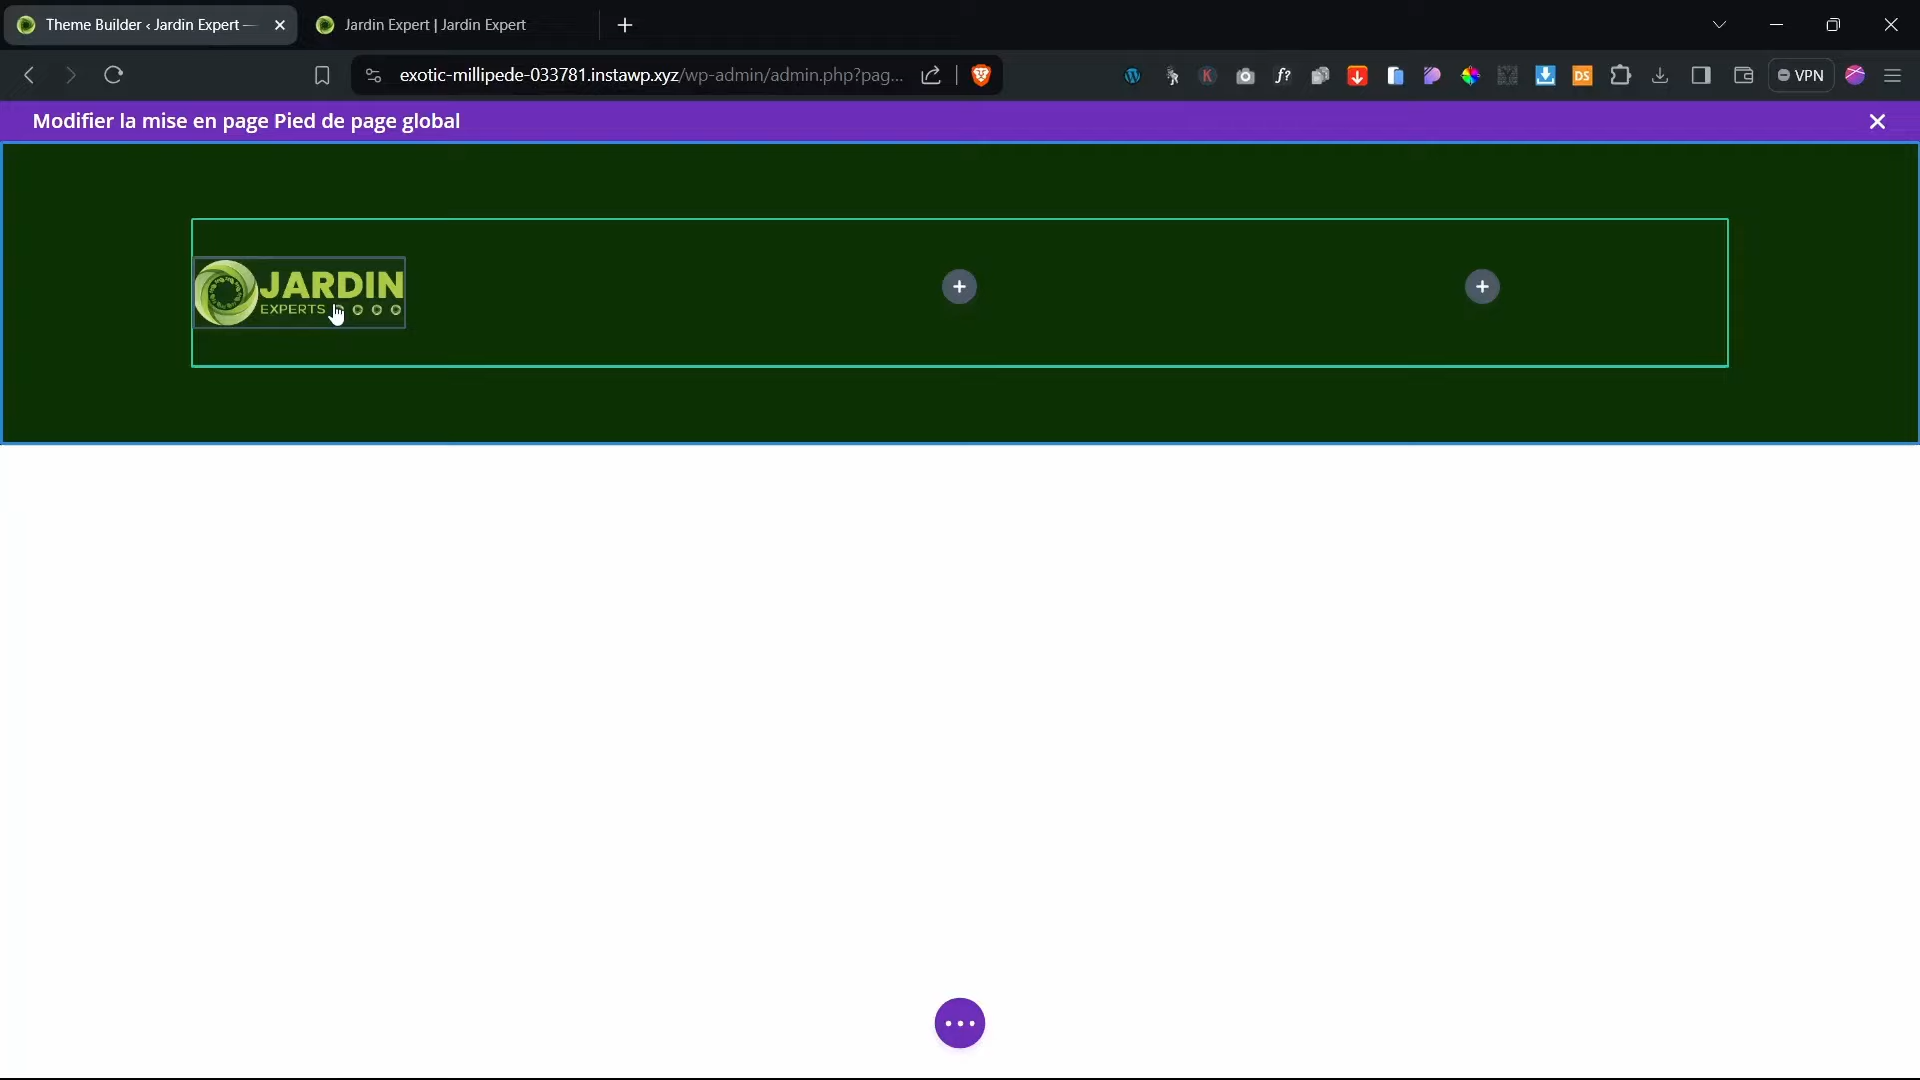 Theme Builder ‹ Jardin Expert —
Jardin Expert | Jardin Expert
exotic-millipede-033781.instawp.xyz/wp-admin/admin.php?pag...
K
f?
DS
VPN
Modifier la mise en page Pied de page global
JARDIN
EXPERTS